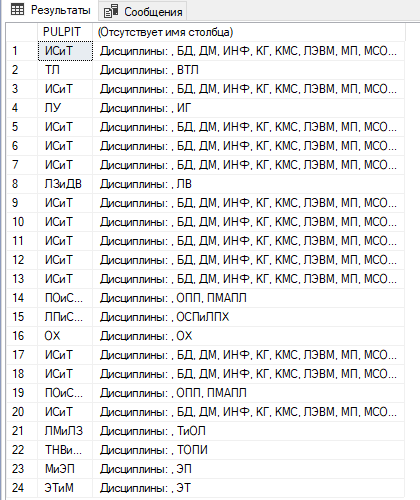 Результаты Сообщения
PULPIT (Отсутствует имя столбца)
1 ИСиТ Дисциплины: , БД, ДМ, ИНФ, КГ, КМС, ЛЭВМ, МП, МСО...
2 ТЛ Дисциплины: , ВТЛ
3 ИСиТ Дисциплины: , БД, ДМ, ИНФ, КГ, КМС, ЛЭВМ, МП, МСО...
4 ЛУ Дисциплины: , ИГ
5 ИСиТ Дисциплины: , БД, ДМ, ИНФ, КГ, КМС, ЛЭВМ, МП, МСО...
6 ИСиТ Дисциплины: , БД, ДМ, ИНФ, КГ, КМС, ЛЭВМ, МП, МСО...
7 ИСиТ Дисциплины: , БД, ДМ, ИНФ, КГ, КМС, ЛЭВМ, МП, МСО...
8 ЛЗиДВ Дисциплины: , ЛВ
9 ИСиТ Дисциплины: , БД, ДМ, ИНФ, КГ, КМС, ЛЭВМ, МП, МСО...
10 ИСиТ Дисциплины: , БД, ДМ, ИНФ, КГ, КМС, ЛЭВМ, МП, МСО...
11 ИСиТ Дисциплины: , БД, ДМ, ИНФ, КГ, КМС, ЛЭВМ, МП, МСО...
12 ИСиТ Дисциплины: , БД, ДМ, ИНФ, КГ, КМС, ЛЭВМ, МП, МСО...
13 ИСиТ Дисциплины: , БД, ДМ, ИНФ, КГ, КМС, ЛЭВМ, МП, МСО...
14 ПОиС... Дисциплины: , ОПП, ПМАПЛ
15 ЛПиС... Дисциплины: , ОСПиЛПХ
16 ОХ Дисциплины: , ОХ
17 ИСиТ Дисциплины: , БД, ДМ, ИНФ, КГ, КМС, ЛЭВМ, МП, МСО...
18 ИСиТ Дисциплины: , БД, ДМ, ИНФ, КГ, КМС, ЛЭВМ, МП, МСО...
19 ПОиС... Дисциплины: , ОПП, ПМАПЛ
20 ИСиТ Дисциплины: , БД, ДМ, ИНФ, КГ, КМС, ЛЭВМ, МП, МСО...
21 ЛМиЛЗ Дисциплины: , ТиОЛ
22 ТНВи... Дисциплины: , ТОПИ
23 МиЭП Дисциплины: , ЭП
24 ЭТиМ Дисциплины: , ЭТ